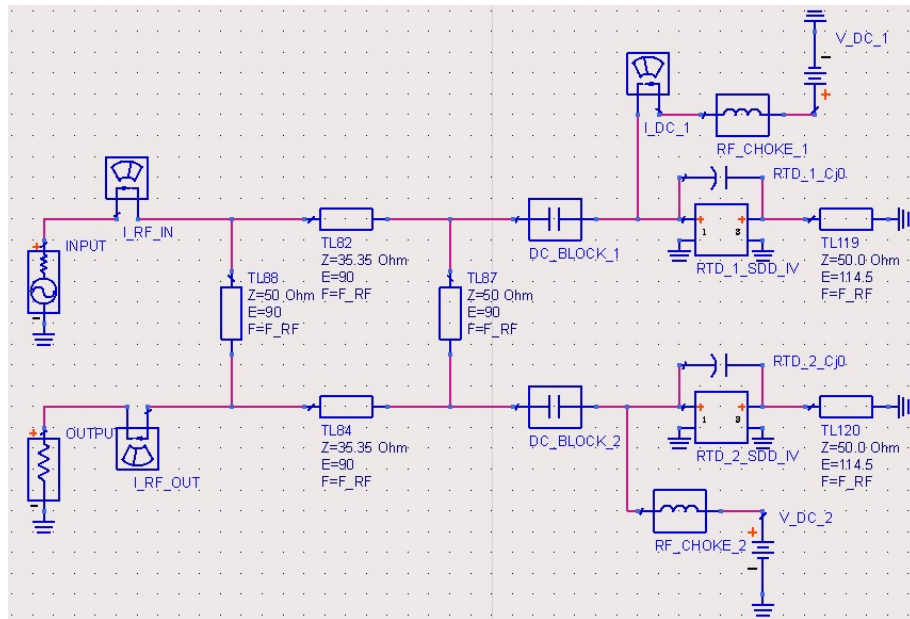 V_DC_1
I_DC_1
RF_CHOKE_1
RTD_1_Cj0
INPUT
I_RF_IN
TL82
Z=35.35 Ohm
E=90
F=F_RF
DC_BLOCK_1
1
2
RTD_1_SDD_IV
TL119
Z=50.0 Ohm
E=114.5
F=F_RF
TL88
Z=50 Ohm
E=90
F=F_RF
TL87
Z=50 Ohm
E=90
F=F_RF
RTD_2_Cj0
OUTPUT
I_RF_OUT
TL84
Z=35.35 Ohm
E=90
F=F_RF
DC_BLOCK_2
1
RTD_2_SDD_IV
TL120
Z=50.0 Ohm
E=114.5
F=F_RF
RF_CHOKE_2
V_DC_2